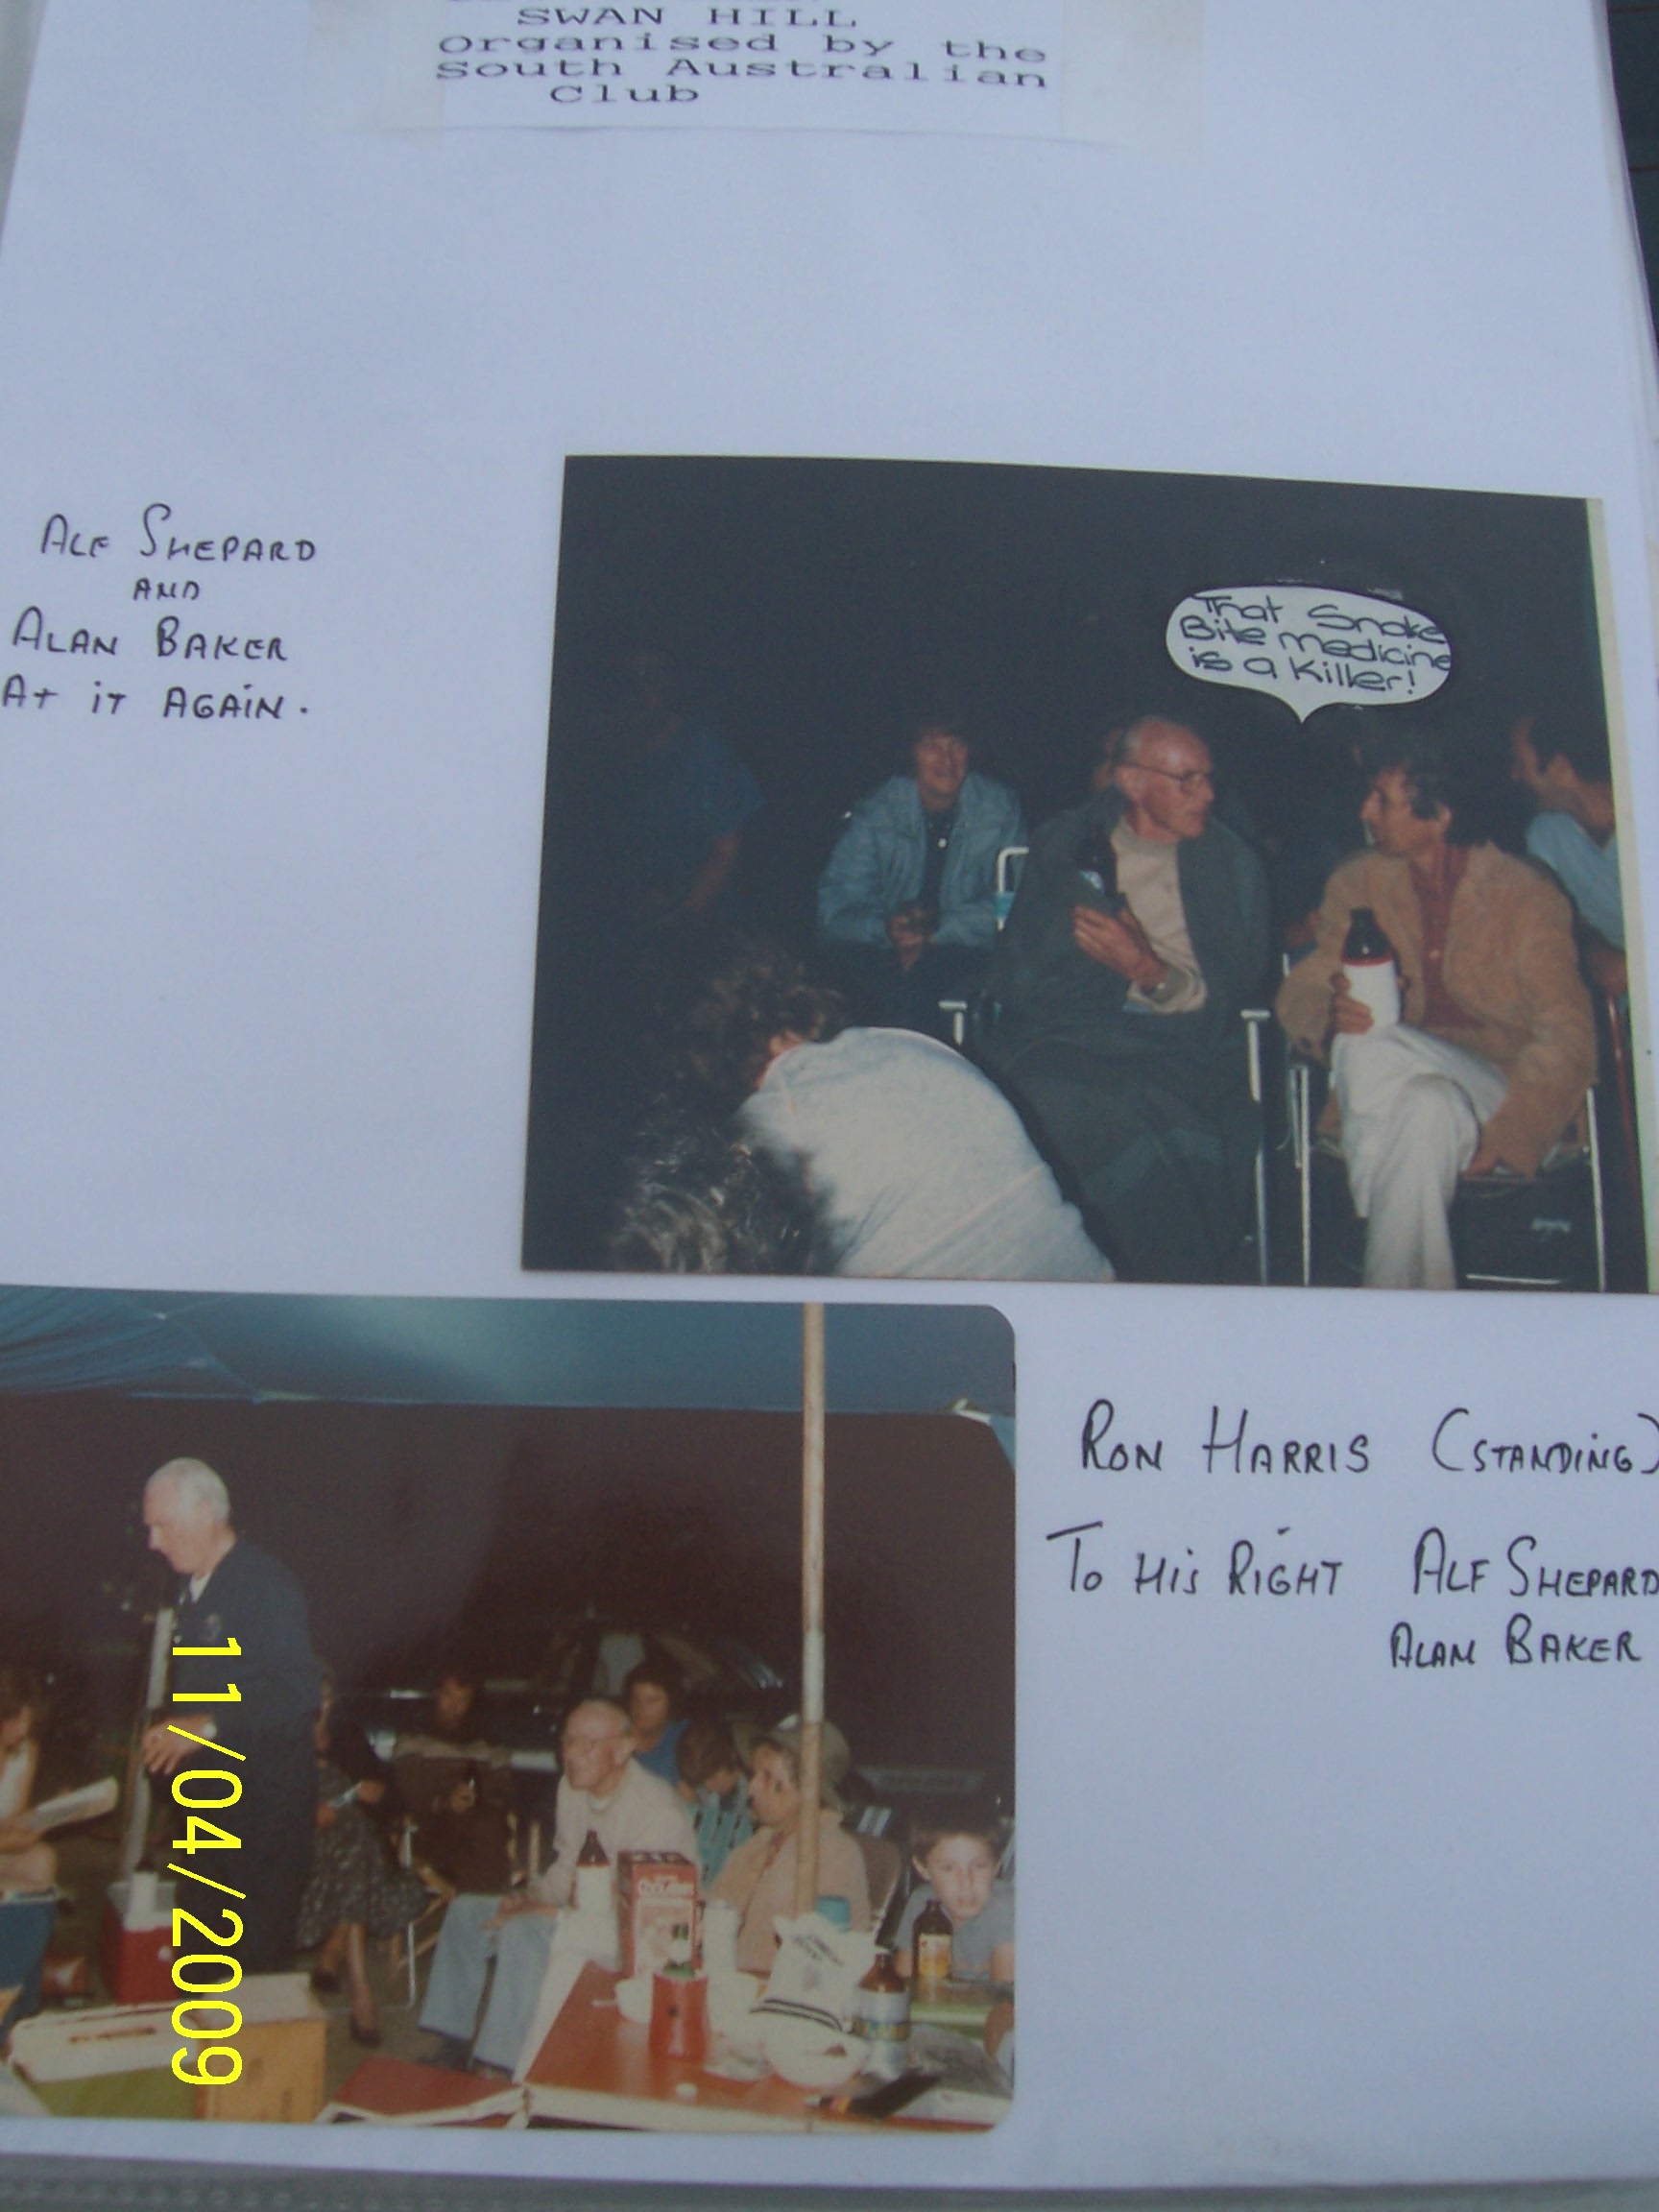 SWAN HILL
Organised by the
South Australian
Club
ALF SHEPARD
AND
ALAN BAKER
AT iT AGAiN.
That Snake
Bite medicine
is a Killer!
RON HARRIS (STANDiNG)
TO HiS RiGHT ALF SHEPARD
ALAN BAKER
11/04/2009